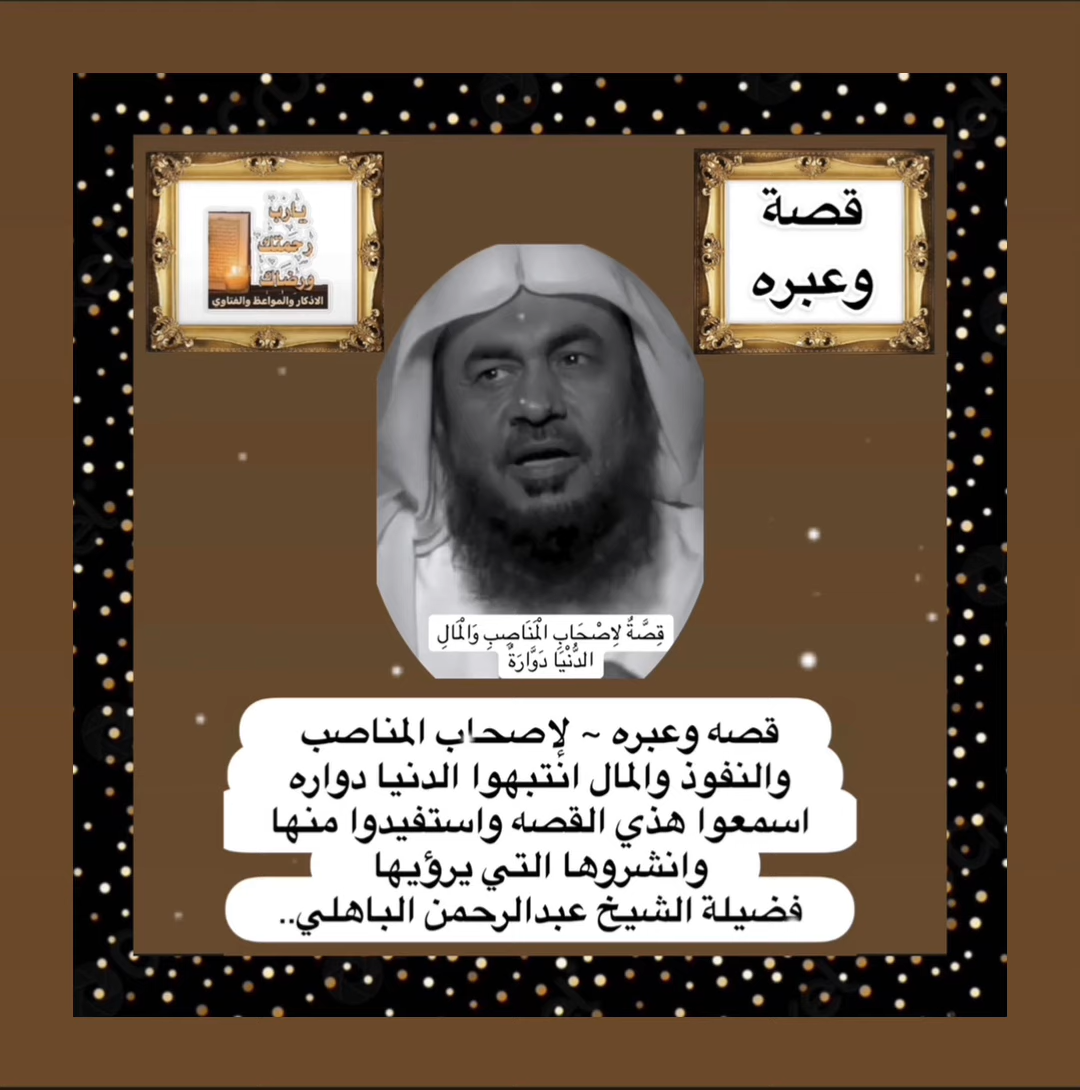 قصة
وعبره
يارب
رحمتك
ورضاك
الاذكار والمواعظ والفتاوي
قِصَّةٌ لِاصْحَابِ الْمَنَاصِبِ وَالْمَالِ
الدُّنْيَا دَوَّارَةٌ
قصه وعبره ~ لإصحاب المناصب
والنفوذ والمال انتبهوا الدنيا دواره
اسمعوا هذي القصه واستفيدوا منها
وانشروها التي يرؤيها
فضيلة الشيخ عبدالرحمن الباهلي..